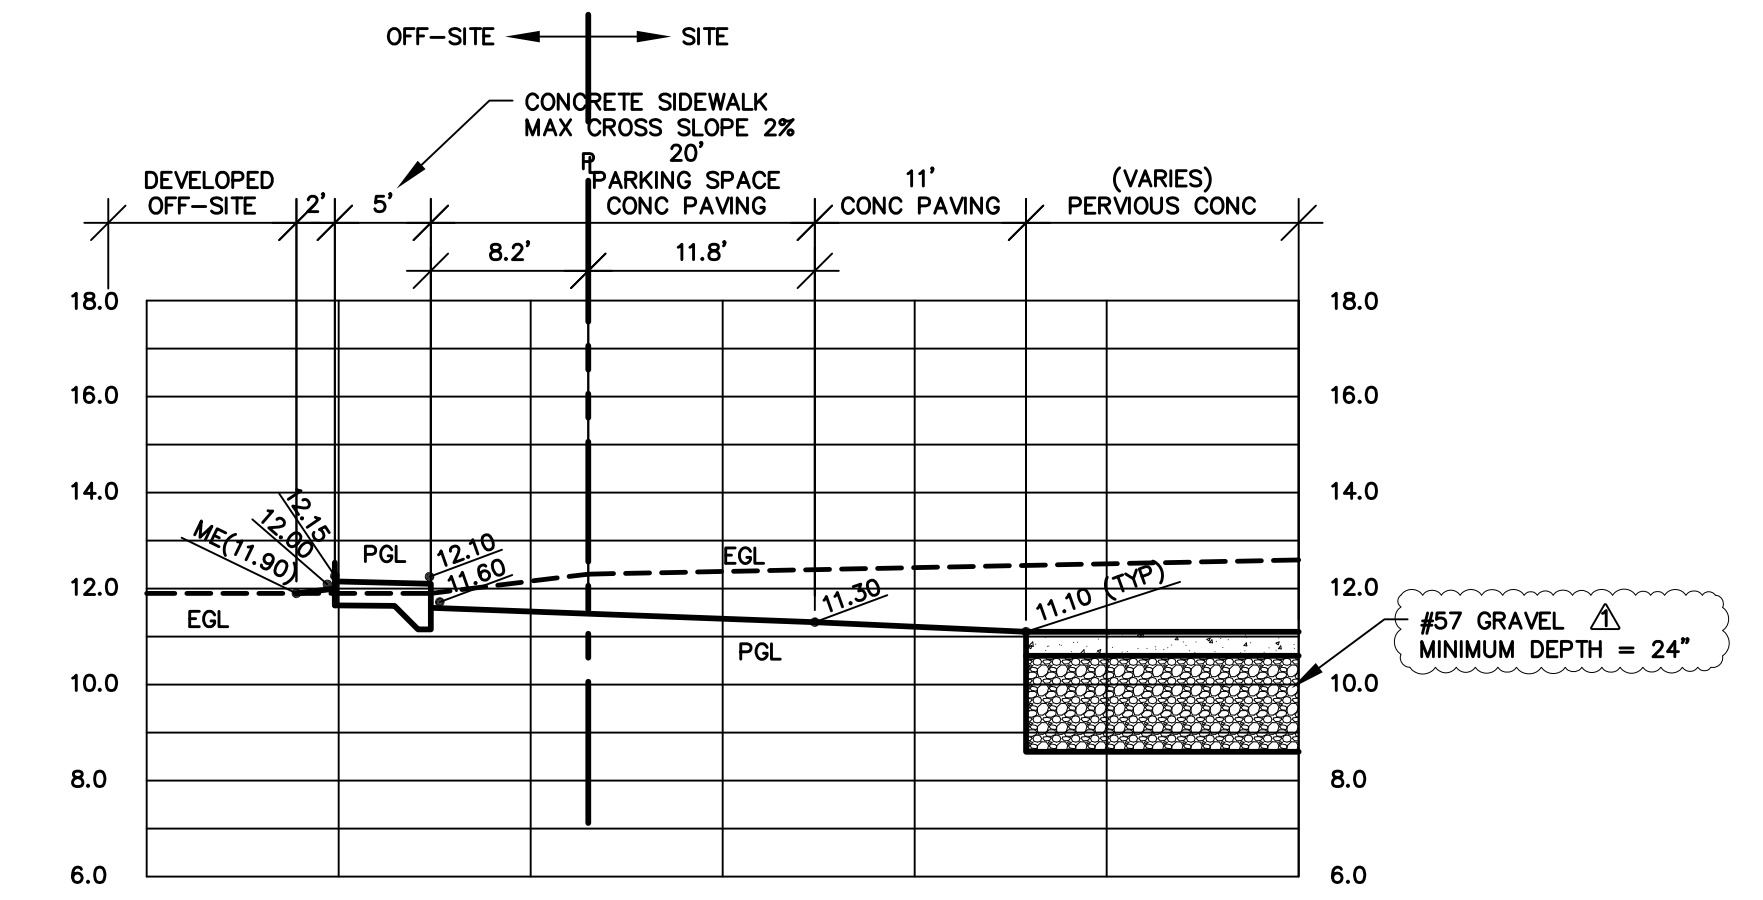 OFF-SITE
SITE
CONCRETE SIDEWALK
MAX CROSS SLOPE 2%
PL
20'
PARKING SPACE
CONC PAVING
DEVELOPED
OFF-SITE
2'
5'
11'
CONC PAVING
(VARIES)
PERVIOUS CONC
8.2'
11.8'
18.0
18.0
16.0
16.0
14.0
14.0
12.15
12.00
ME(11.90)
PGL
12.10
11.60
EGL
12.0
12.0
EGL
11.30
11.10 (TYP)
PGL
#57 GRAVEL 1
MINIMUM DEPTH = 24"
10.0
10.0
8.0
8.0
6.0
6.0